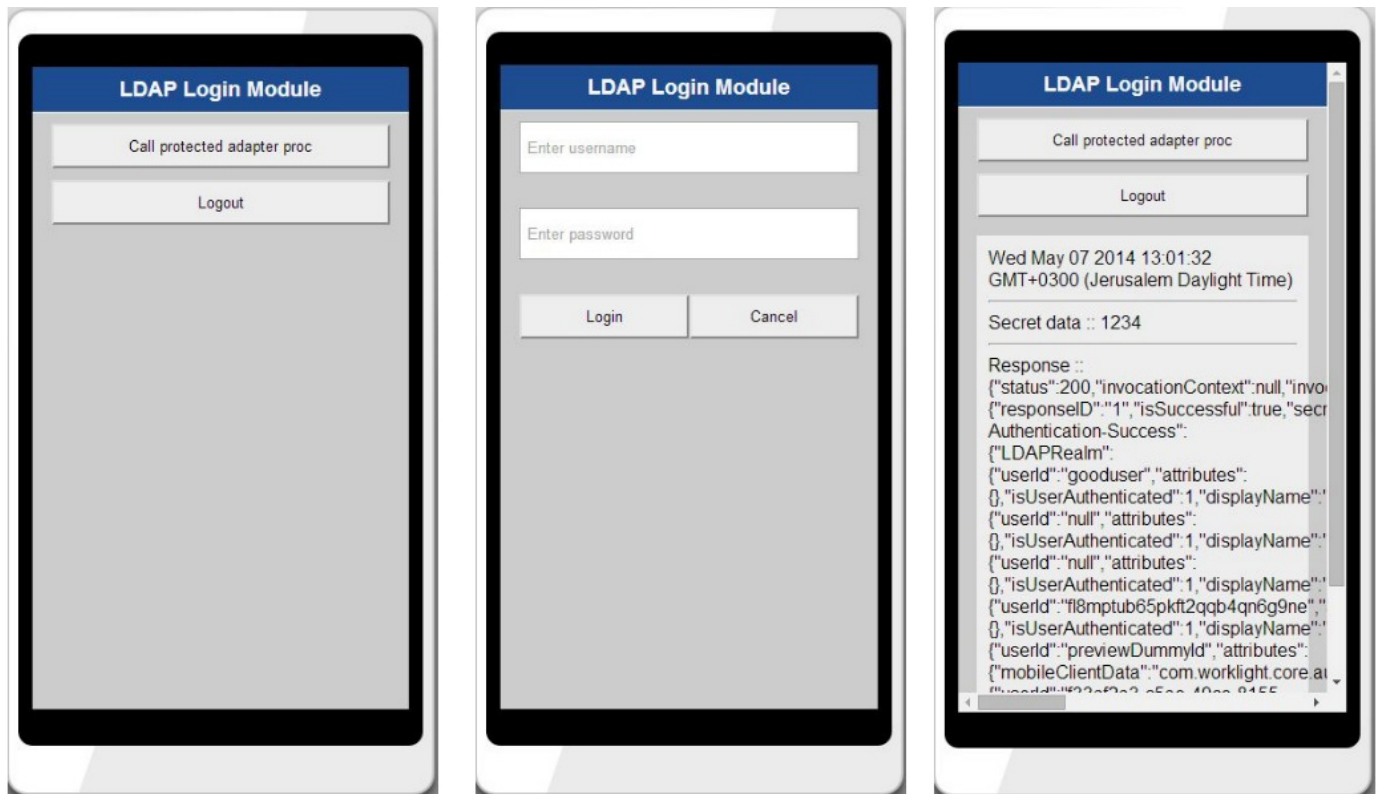 LDAP Login Module
Call protected adapter proc
Logout
LDAP Login Module
Enter username
Enter password
Login
Cancel
LDAP Login Module
Call protected adapter proc
Logout
Wed May 07 2014 13:01:32
GMT+0300 (Jerusalem Daylight Time)
Secret data :: 1234
Response ::
{"status":200,"invocationContext":null,"invo
{"responseID":"1","isSuccessful":true,"secr
Authentication-Success":
{"LDAPRealm":
{"userId":"gooduser","attributes":
{},"isUserAuthenticated":1,"displayName":"
{"userId":"null","attributes":
{},"isUserAuthenticated":1,"displayName":"
{"userId":"null","attributes":
{},"isUserAuthenticated":1,"displayName":"
{"userId":"fl8mptub65pkft2qqb4qn6g9ne","
{},"isUserAuthenticated":1,"displayName":"
{"userId":"previewDummyId","attributes":
{"mobileClientData":"com.worklight.core.au